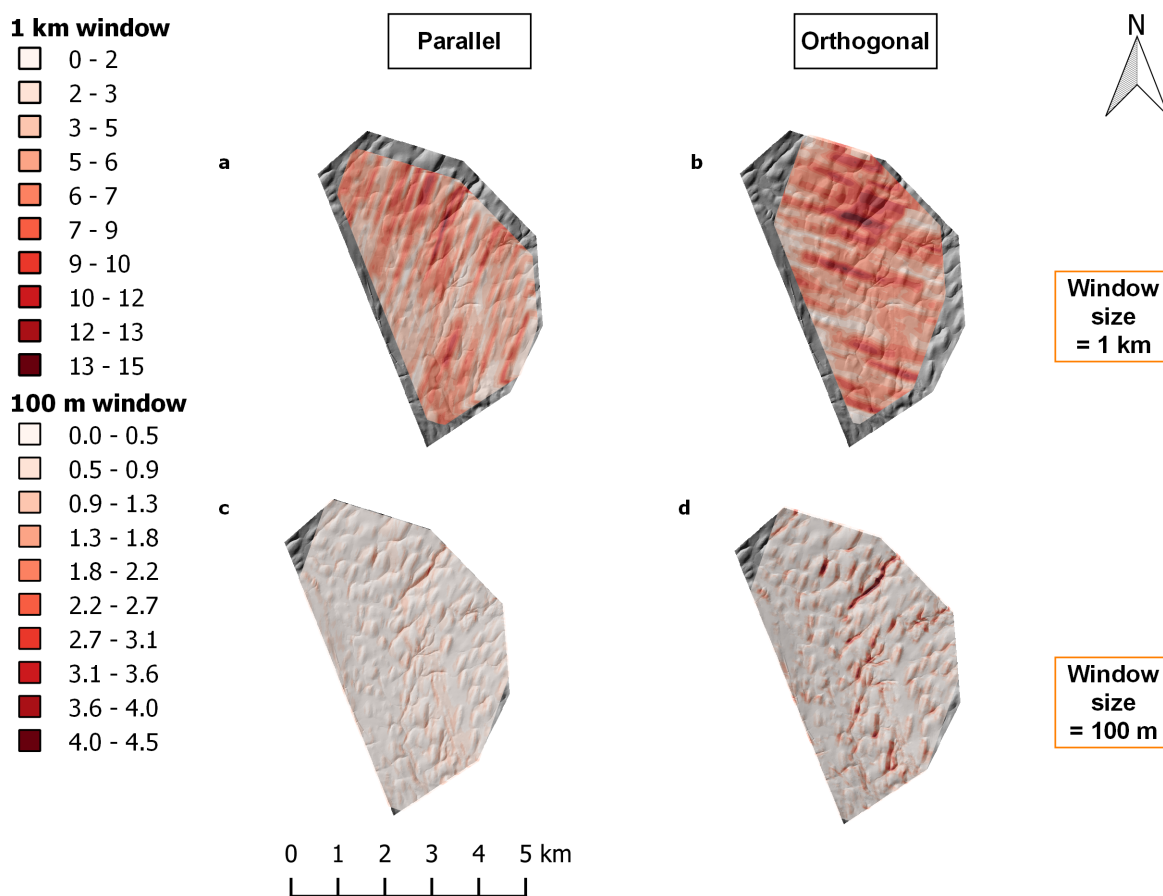 1 km window
0 - 2
2 - 3
3 - 5
5 - 6
6 - 7
7 - 9
9 - 10
10 - 12
12 - 13
13 - 15
100 m window
0.0 - 0.5
0.5 - 0.9
0.9 - 1.3
1.3 - 1.8
1.8 - 2.2
2.2 - 2.7
2.7 - 3.1
3.1 - 3.6
3.6 - 4.0
4.0 - 4.5
Parallel
Orthogonal
N
a
b
Window
size
= 1 km
c
d
Window
size
= 100 m
0 1 2 3 4 5 km